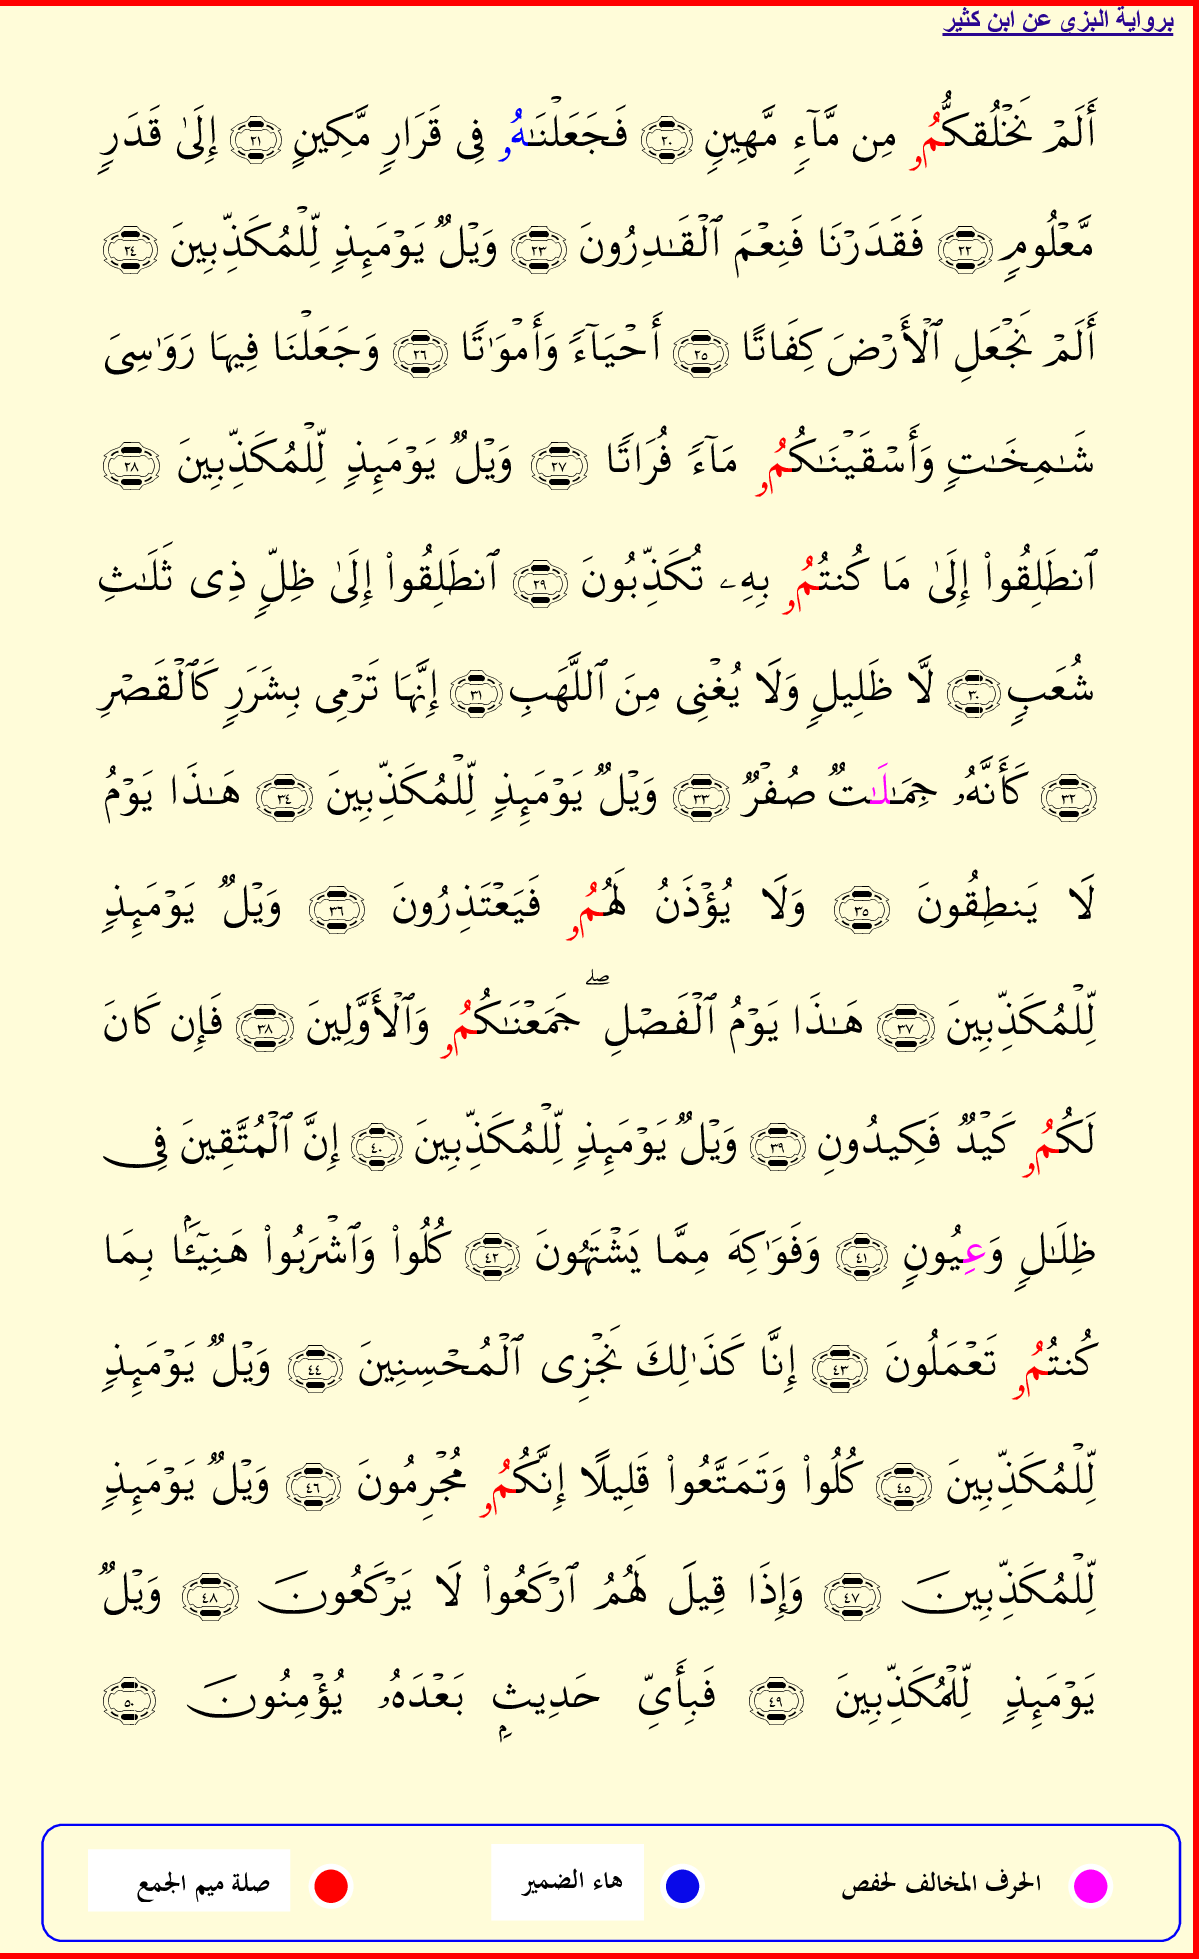 برواية البزي عن ابن كثير
أَلَمْ نَخْلُقكُّمُۥ مِن مَّآءٍ مَّهِينٍ ٢٠ فَجَعَلْنَـٰهُۥ فِى قَرَارٍ مَّكِينٍ ٢١ إِلَىٰ قَدَرٍ
مَّعْلُومٍ ٢٢ فَقَدَرْنَا فَنِعْمَ ٱلْقَـٰدِرُونَ ٢٣ وَيْلٌ يَوْمَئِذٍ لِّلْمُكَذِّبِينَ ٢٤
أَلَمْ نَجْعَلِ ٱلْأَرْضَ كِفَاتًا ٢٥ أَحْيَآءً وَأَمْوَٰتًا ٢٦ وَجَعَلْنَا فِيهَا رَوَٰسِىَ
شَـٰمِخَـٰتٍ وَأَسْقَيْنَـٰكُمُۥ مَآءً فُرَاتًا ٢٧ وَيْلٌ يَوْمَئِذٍ لِّلْمُكَذِّبِينَ ٢٨
ٱنطَلِقُوا۟ إِلَىٰ مَا كُنتُمُۥ بِهِۦ تُكَذِّبُونَ ٢٩ ٱنطَلِقُوا۟ إِلَىٰ ظِلٍّ ذِى ثَلَـٰثِ
شُعَبٍ ٣٠ لَّا ظَلِيلٍ وَلَا يُغْنِى مِنَ ٱللَّهَبِ ٣١ إِنَّهَا تَرْمِى بِشَرَرٍ كَٱلْقَصْرِ
٣٢ كَأَنَّهُۥ جِمَـٰلَـٰتٌ صُفْرٌ ٣٣ وَيْلٌ يَوْمَئِذٍ لِّلْمُكَذِّبِينَ ٣٤ هَـٰذَا يَوْمُ
لَا يَنطِقُونَ ٣٥ وَلَا يُؤْذَنُ لَهُمُۥ فَيَعْتَذِرُونَ ٣٦ وَيْلٌ يَوْمَئِذٍ
لِّلْمُكَذِّبِينَ ٣٧ هَـٰذَا يَوْمُ ٱلْفَصْلِ ۖ جَمَعْنَـٰكُمُۥ وَٱلْأَوَّلِينَ ٣٨ فَإِن كَانَ
لَكُمُۥ كَيْدٌ فَكِيدُونِ ٣٩ وَيْلٌ يَوْمَئِذٍ لِّلْمُكَذِّبِينَ ٤٠ إِنَّ ٱلْمُتَّقِينَ فِى
ظِلَـٰلٍ وَعِيُونٍ ٤١ وَفَوَٰكِهَ مِمَّا يَشْتَهُونَ ٤٢ كُلُوا۟ وَٱشْرَبُوا۟ هَنِيٓـَٔۢا بِمَا
كُنتُمُۥ تَعْمَلُونَ ٤٣ إِنَّا كَذَٰلِكَ نَجْزِى ٱلْمُحْسِنِينَ ٤٤ وَيْلٌ يَوْمَئِذٍ
لِّلْمُكَذِّبِينَ ٤٥ كُلُوا۟ وَتَمَتَّعُوا۟ قَلِيلًا إِنَّكُمُۥ مُجْرِمُونَ ٤٦ وَيْلٌ يَوْمَئِذٍ
لِّلْمُكَذِّبِينَ ٤٧ وَإِذَا قِيلَ لَهُمُ ٱرْكَعُوا۟ لَا يَرْكَعُونَ ٤٨ وَيْلٌ
يَوْمَئِذٍ لِّلْمُكَذِّبِينَ ٤٩ فَبِأَىِّ حَدِيثٍۭ بَعْدَهُۥ يُؤْمِنُونَ ٥٠
الحرف المخالف لحفص هاء الضمير صلة ميم الجمع